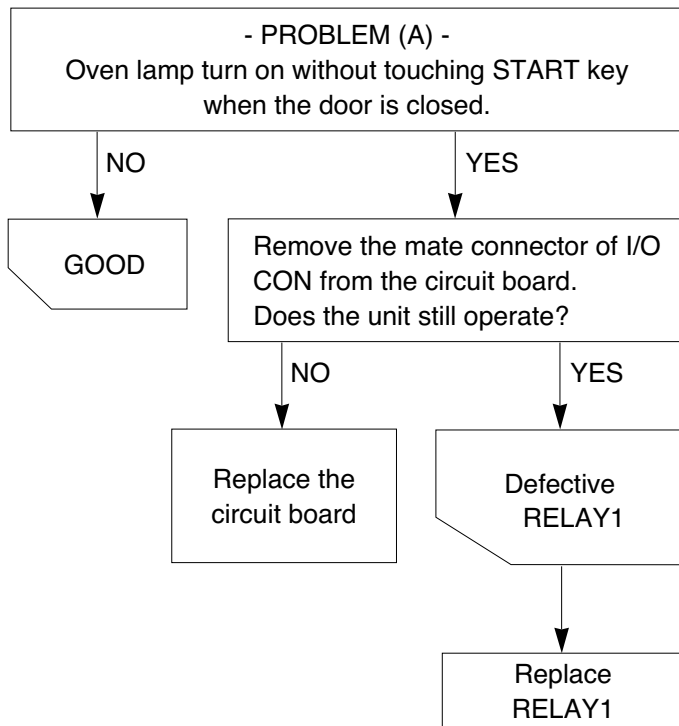 - PROBLEM (A) -
Oven lamp turn on without touching START key
when the door is closed.
NO
YES
GOOD
Remove the mate connector of I/O
CON from the circuit board.
Does the unit still operate?
NO
YES
Replace the
circuit board
Defective
RELAY1
Replace
RELAY1